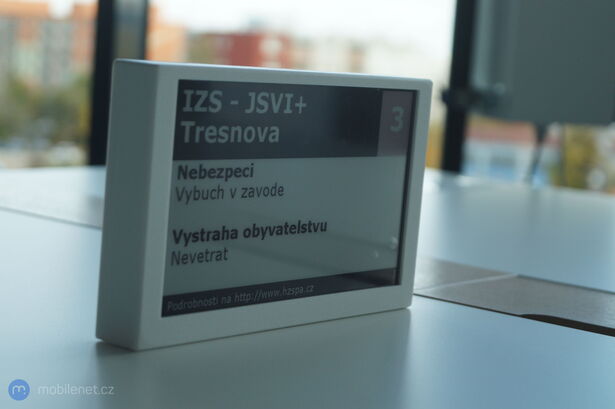 IZS - JSVI+
Tresnova
3
Nebezpeci
Vybuch v zavode
Vystraha obyvatelstvu
Nevetrat
Podrobnosti na http://www.hzspa.cz
mobilenet.cz